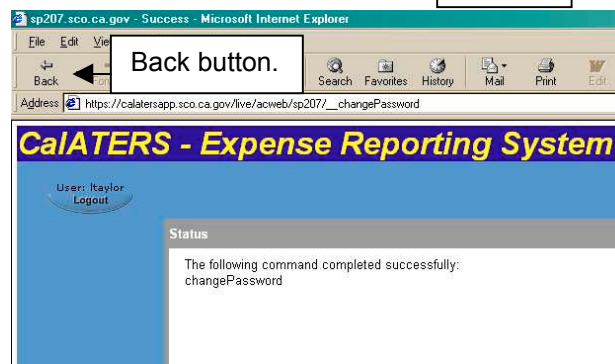 sp207.sco.ca.gov - Success - Microsoft Internet Explorer
File Edit
Back Search Favorites History Mail Print Edit
Back button.
Address https://calatersapp.sco.ca.gov/live/acweb/sp207/__changePassword
CalATERS - Expense Reporting System
User: ltaylor
Logout
Status
The following command completed successfully:
changePassword